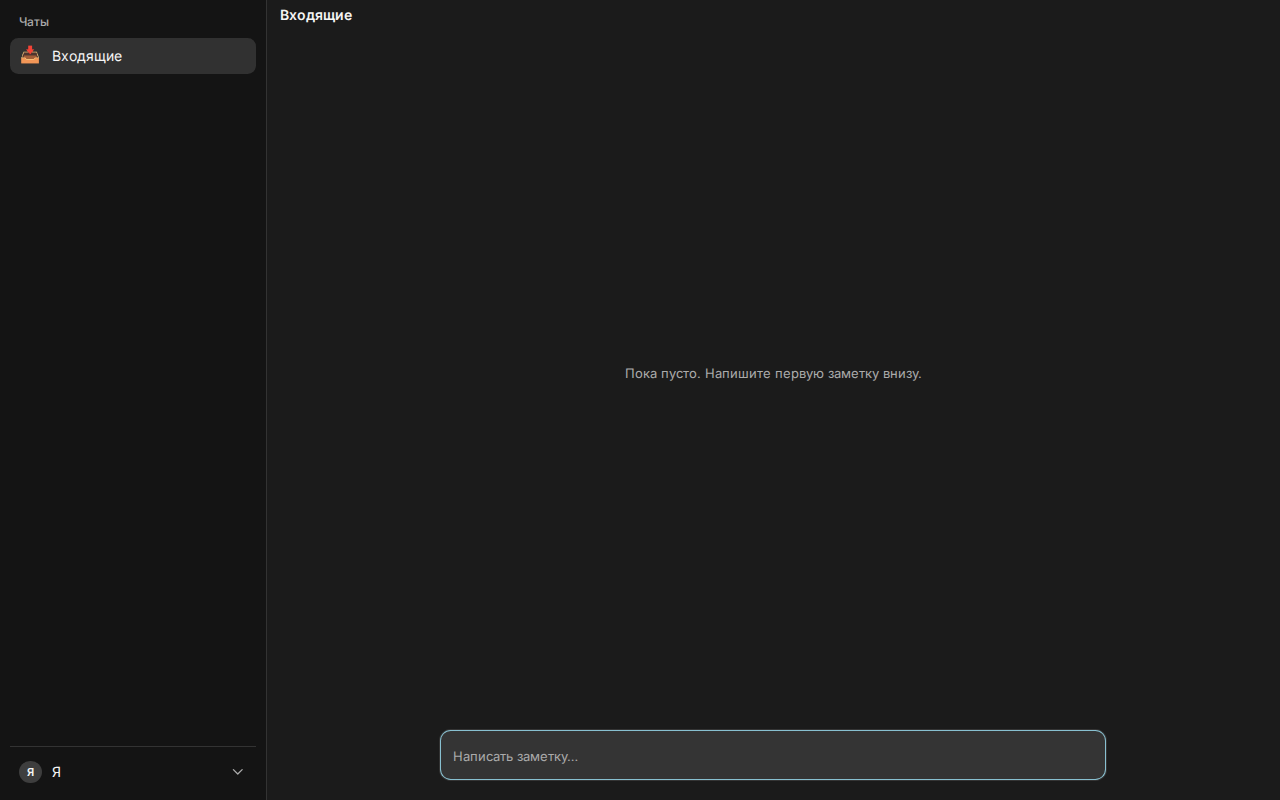 Чаты
Входящие
Входящие
Пока пусто. Напишите первую заметку внизу.
Написать заметку...
Я Я